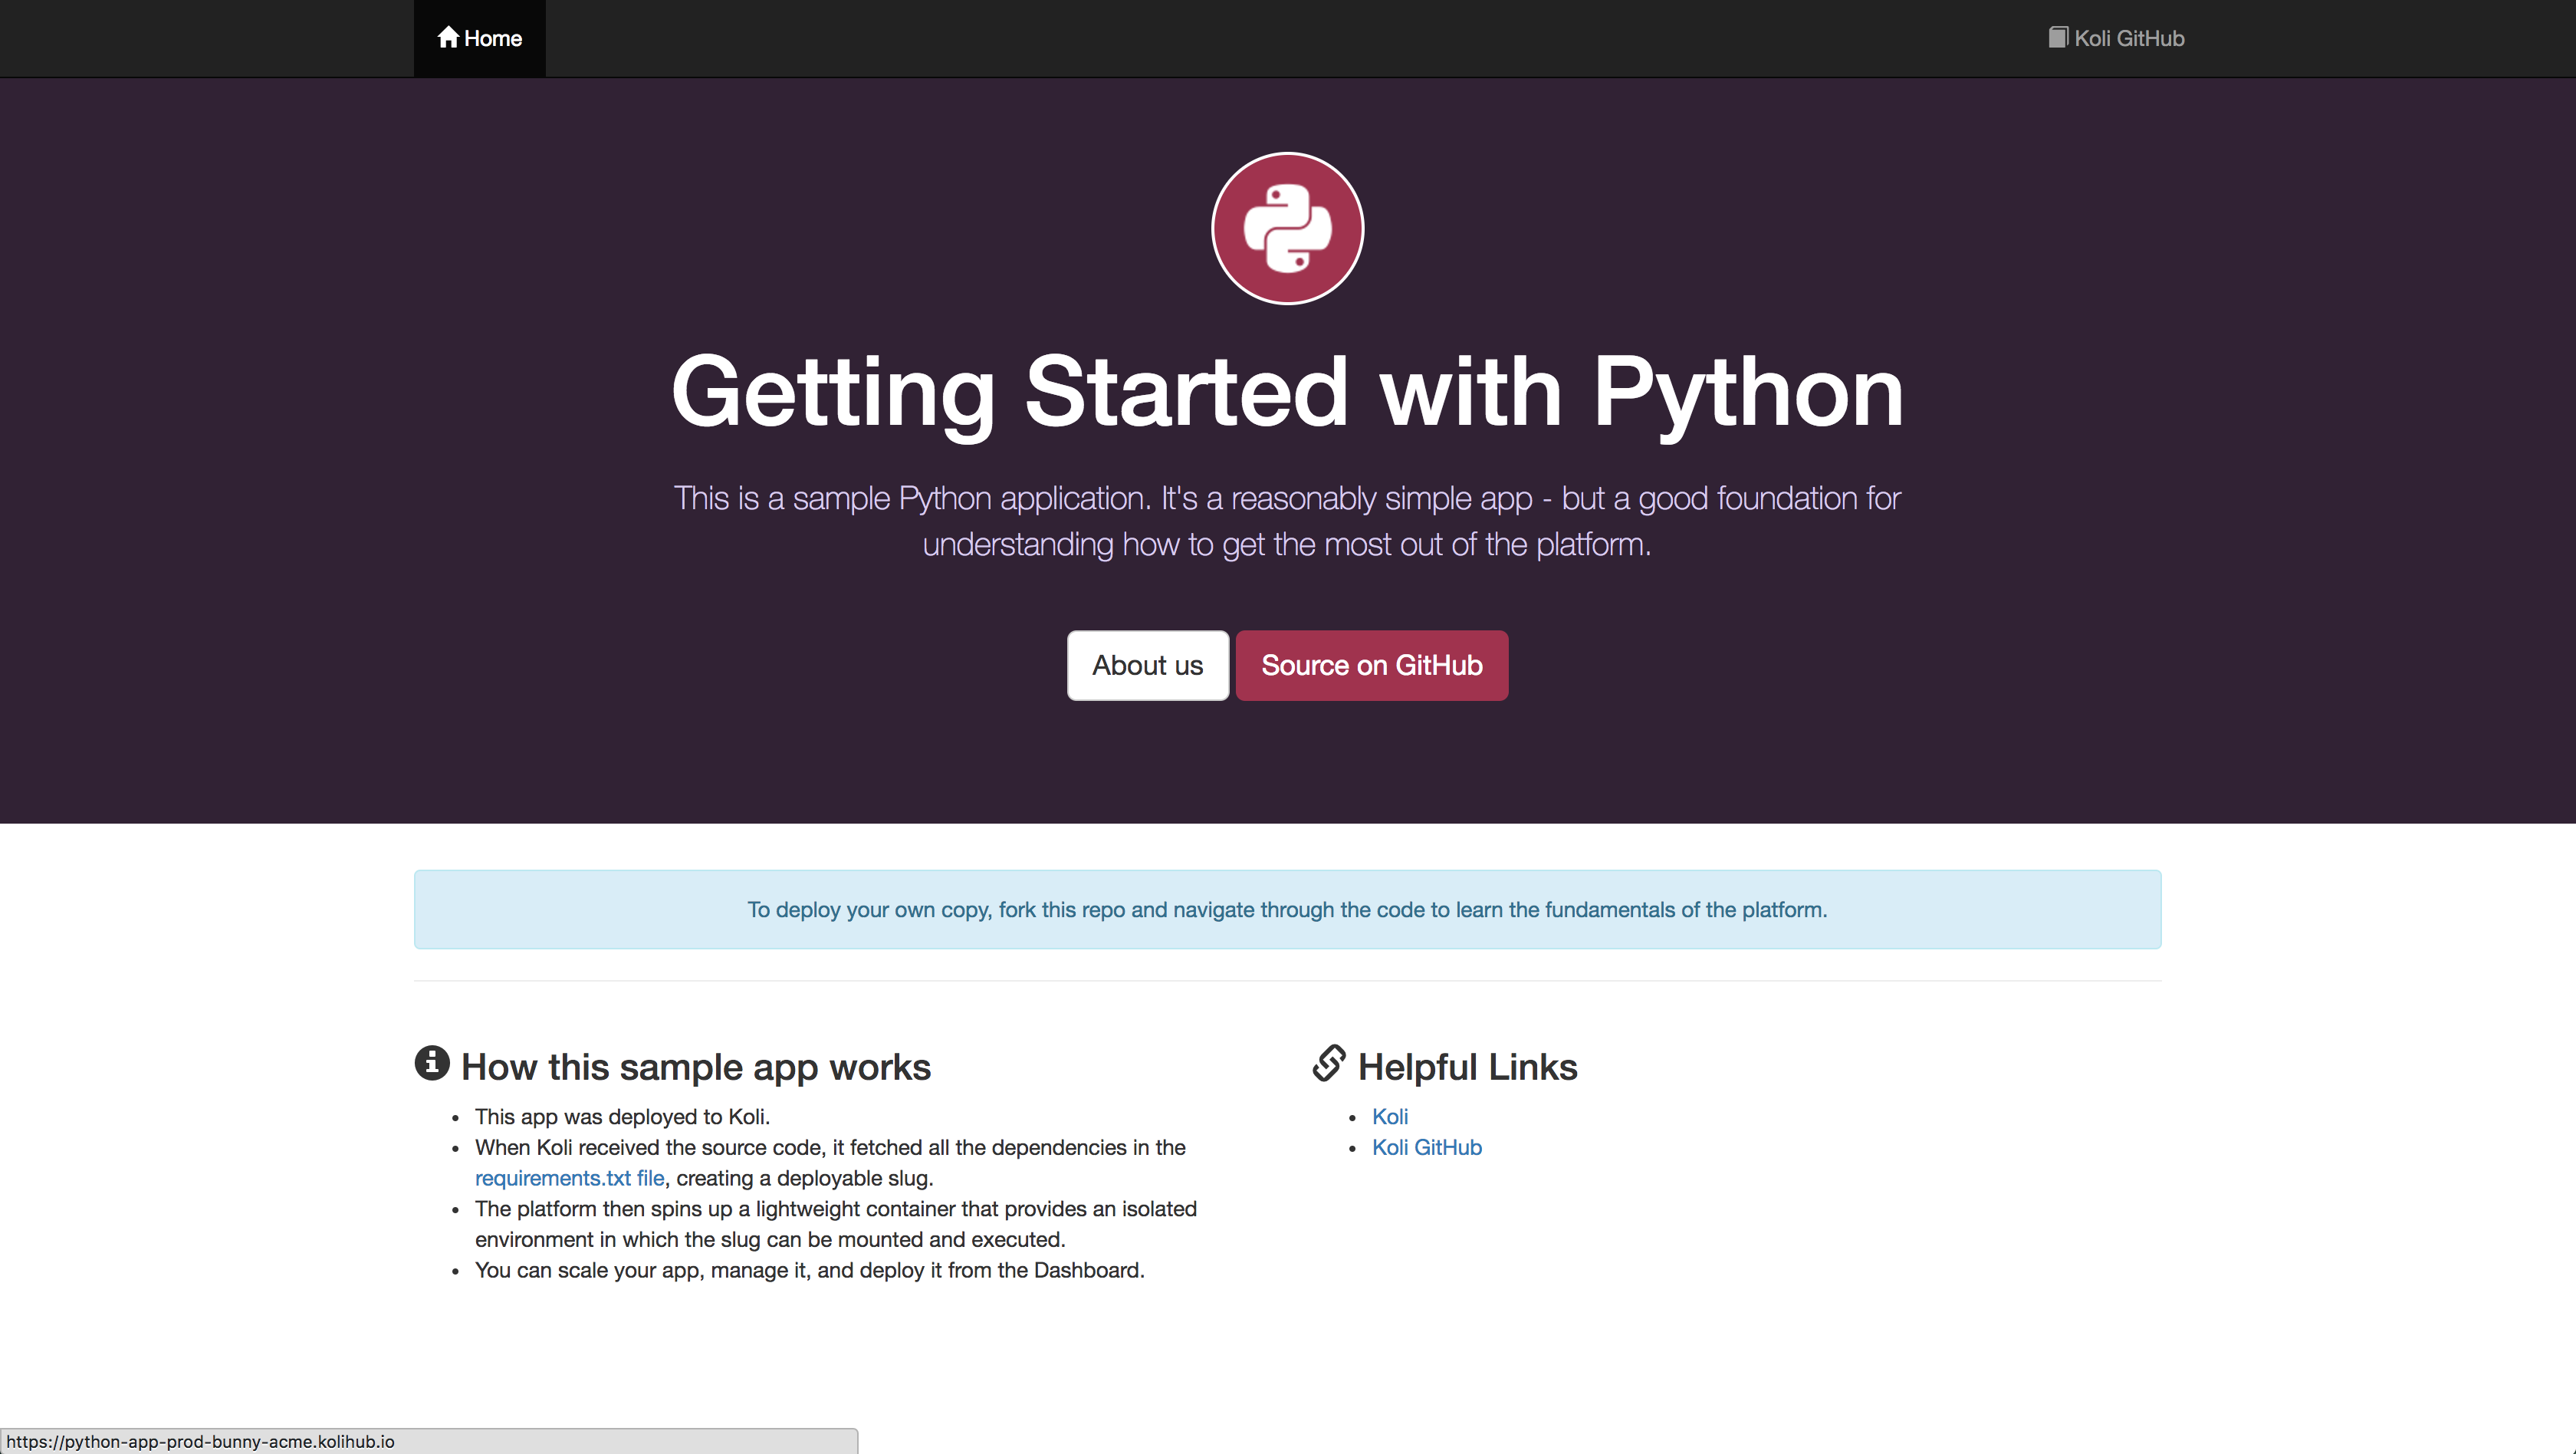 Home
Koli GitHub
Getting Started with Python
This is a sample Python application. It's a reasonably simple app - but a good foundation for
understanding how to get the most out of the platform.
About us
Source on GitHub
To deploy your own copy, fork this repo and navigate through the code to learn the fundamentals of the platform.
How this sample app works
This app was deployed to Koli.
When Koli received the source code, it fetched all the dependencies in the
requirements.txt file, creating a deployable slug.
The platform then spins up a lightweight container that provides an isolated
environment in which the slug can be mounted and executed.
You can scale your app, manage it, and deploy it from the Dashboard.
Helpful Links
Koli
Koli GitHub
https://python-app-prod-bunny-acme.kolihub.io